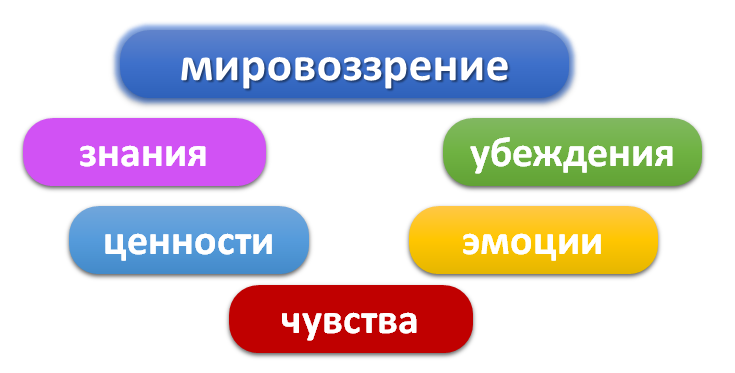 мировоззрение
знания
убеждения
ценности
эмоции
чувства